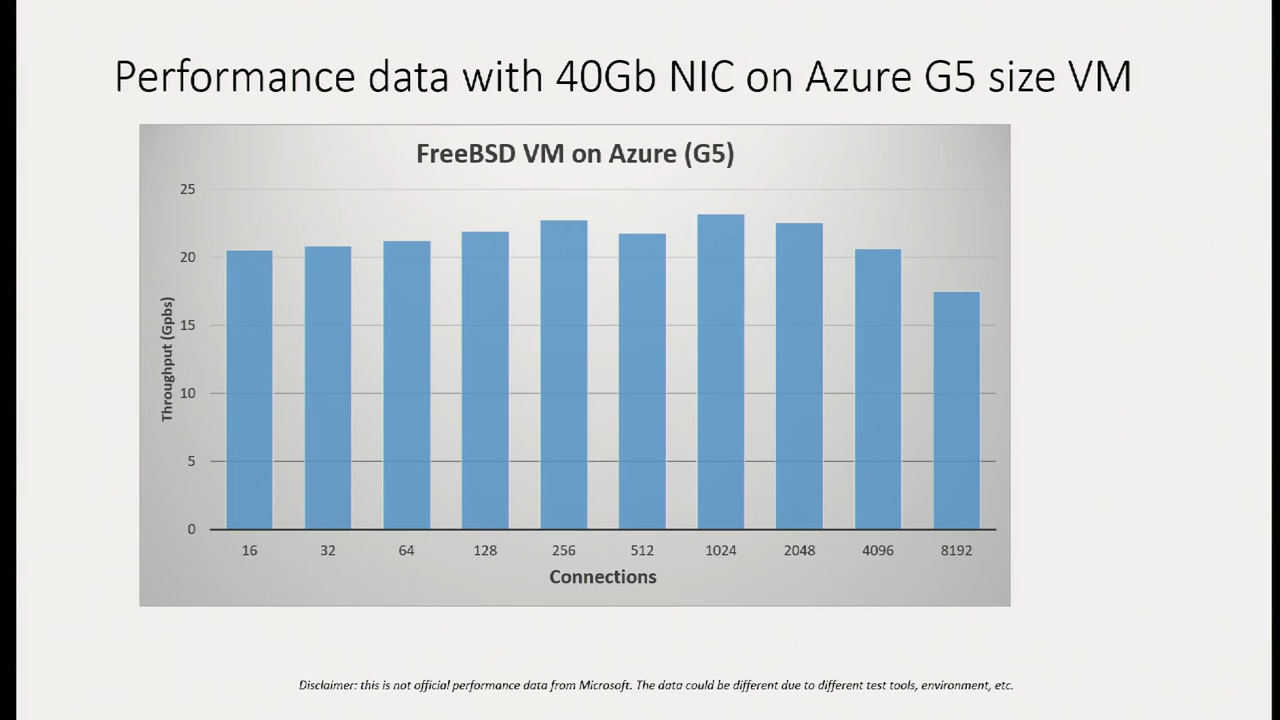 Performance data with 40Gb NIC on Azure G5 size VM
FreeBSD VM on Azure (G5)
25
20
15
10
5
0
Throughput (Gpbs)
16 32 64 128 256 512 1024 2048 4096 8192
Connections
Disclaimer: this is not official performance data from Microsoft. The data could be different due to different test tools, environment, etc.